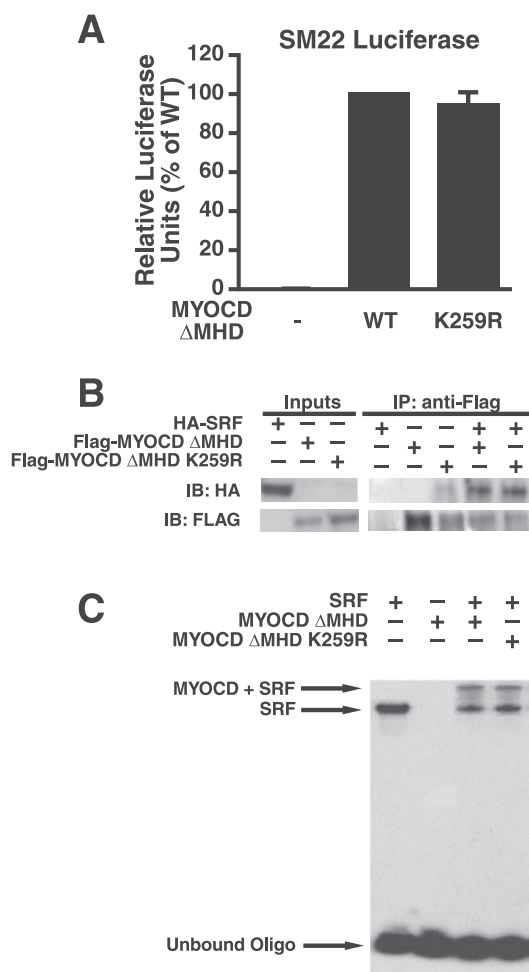 A
SM22 Luciferase
Relative Luciferase
Units (% of WT)
120
100
80
60
40
20
0
MYOCD
ΔMHD
- WT K259R
B
Inputs IP: anti-Flag
HA-SRF + – – + – – + +
Flag-MYOCD ΔMHD – + – – + – + –
Flag-MYOCD ΔMHD K259R – – + – – + – +
IB: HA
IB: FLAG
C
SRF + – + +
MYOCD ΔMHD – + + –
MYOCD ΔMHD K259R – – – +
MYOCD + SRF
SRF
Unbound Oligo